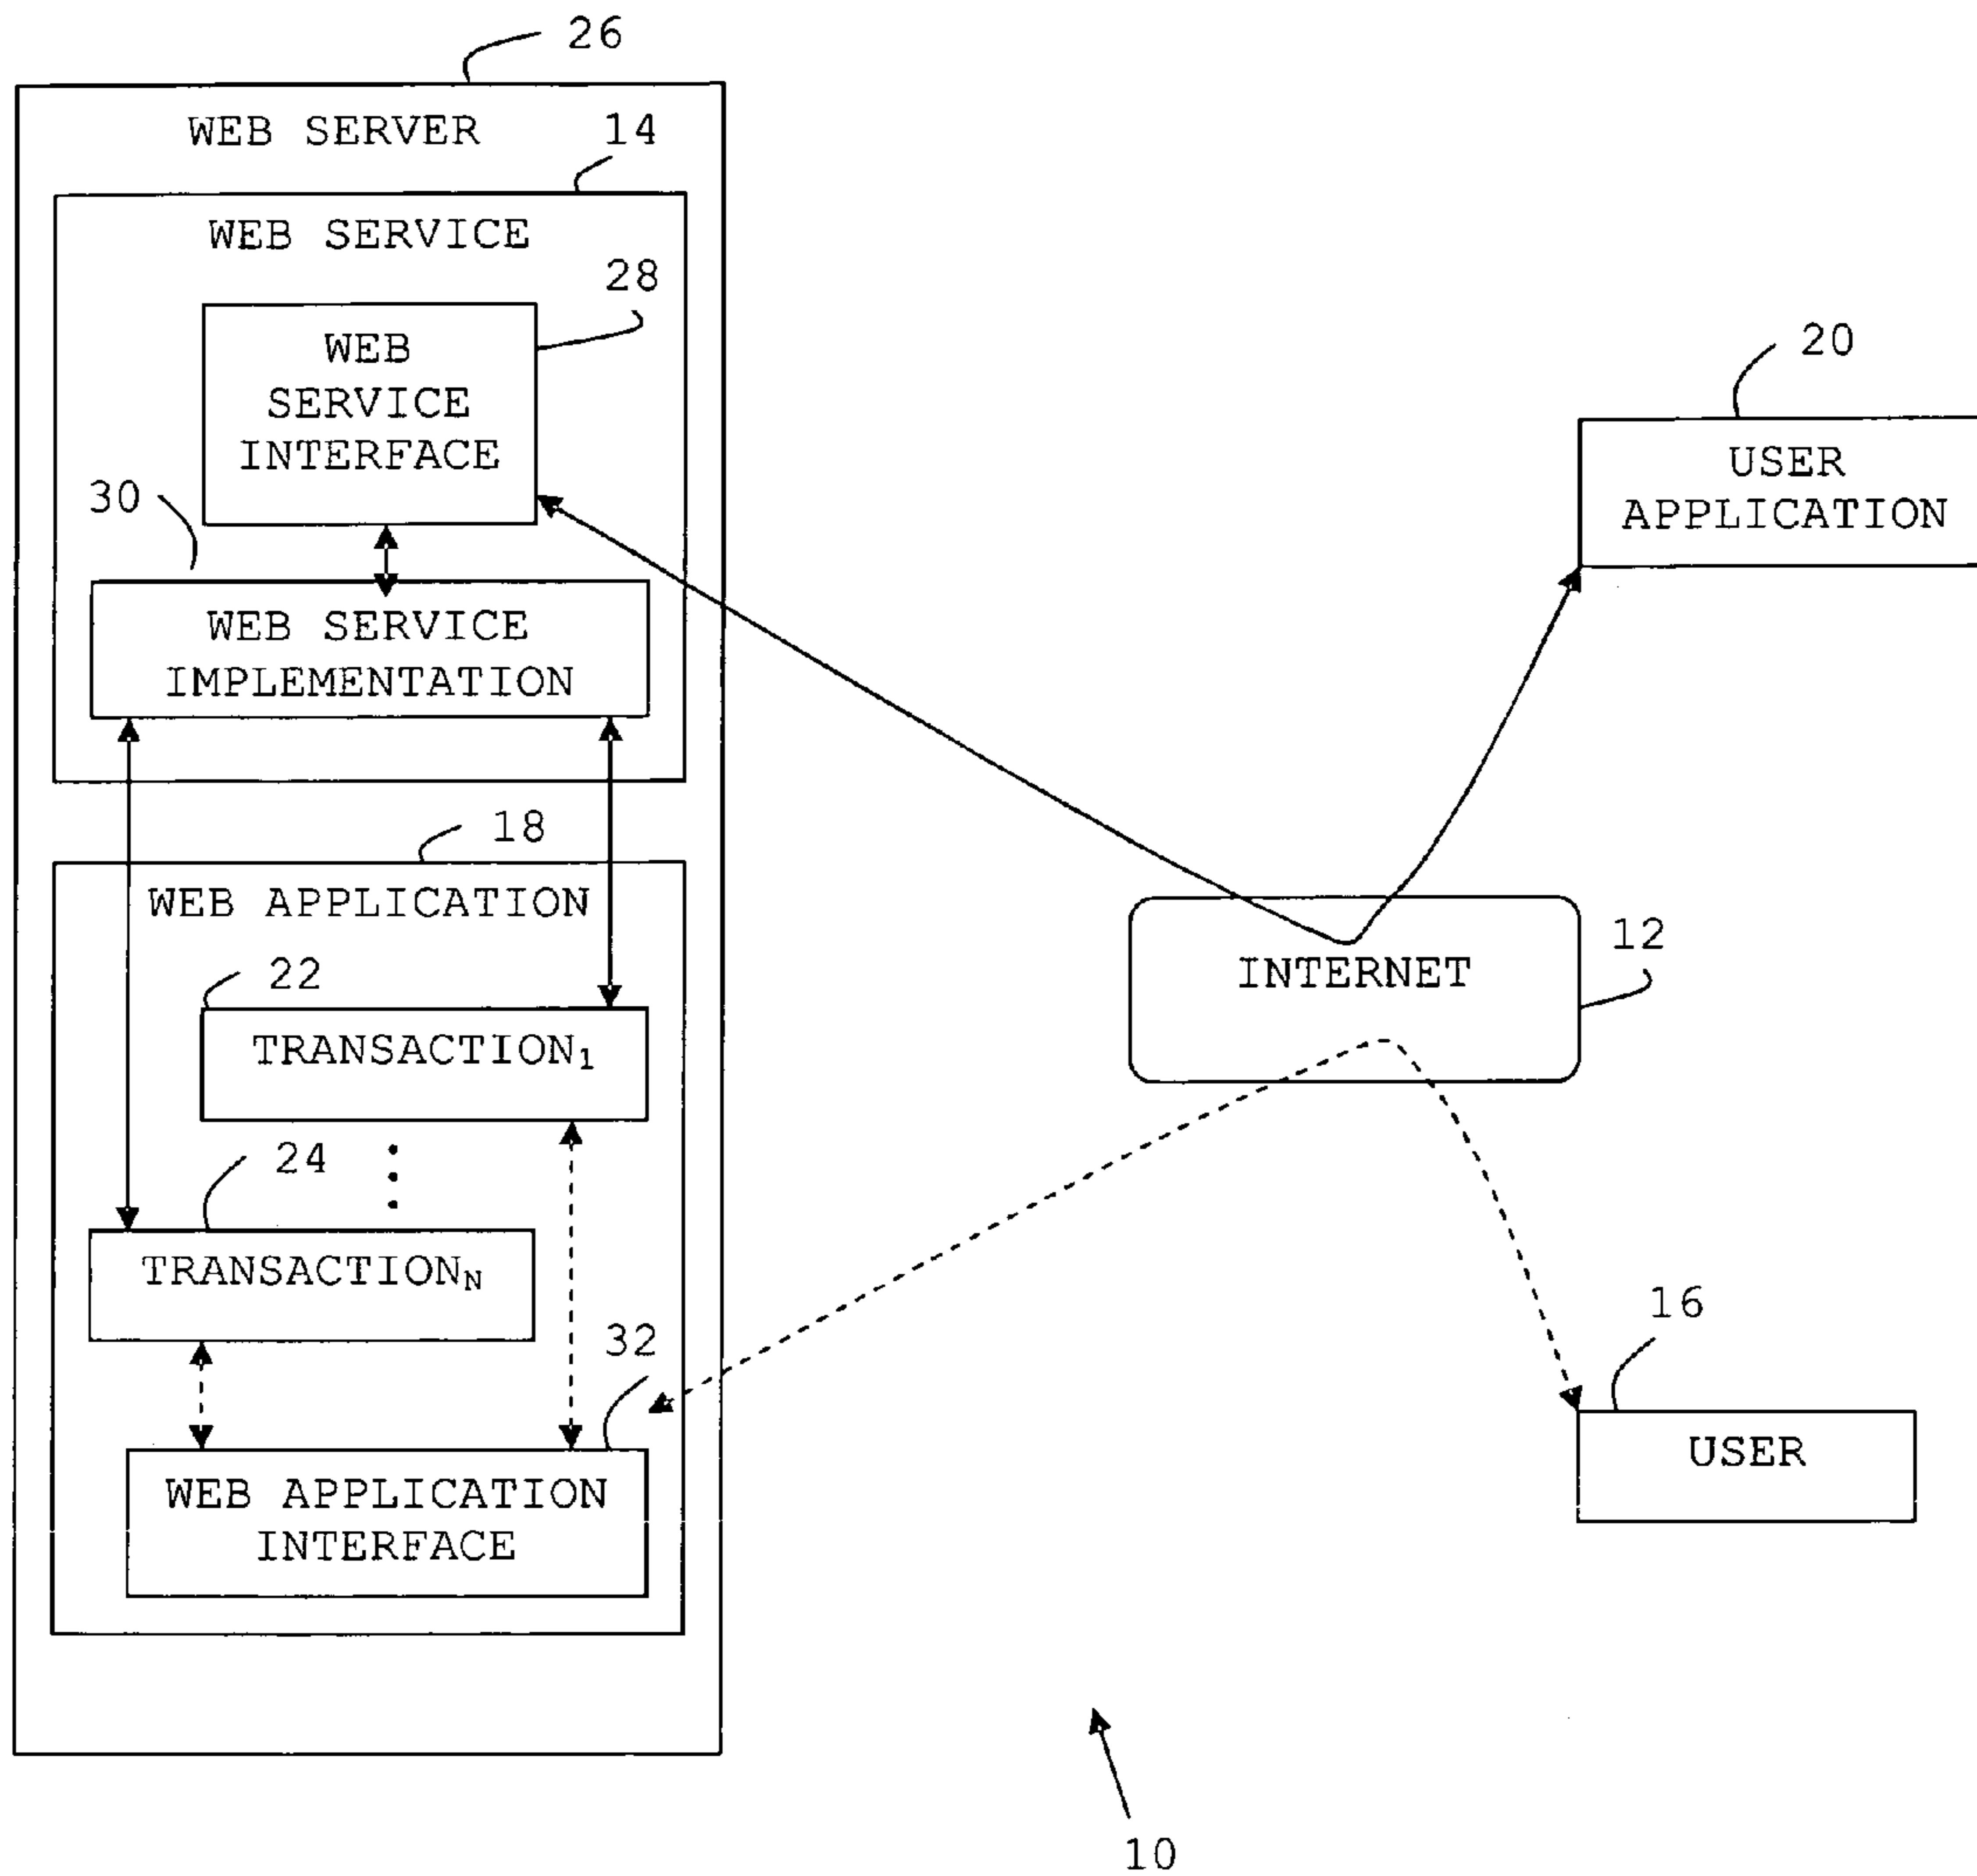 26
WEB SERVER
14
WEB SERVICE
28
WEB
SERVICE
INTERFACE
30
WEB SERVICE
IMPLEMENTATION
18
WEB APPLICATION
22
TRANSACTION₁
24
TRANSACTIONN
32
WEB APPLICATION
INTERFACE
20
USER
APPLICATION
12
INTERNET
16
USER
10